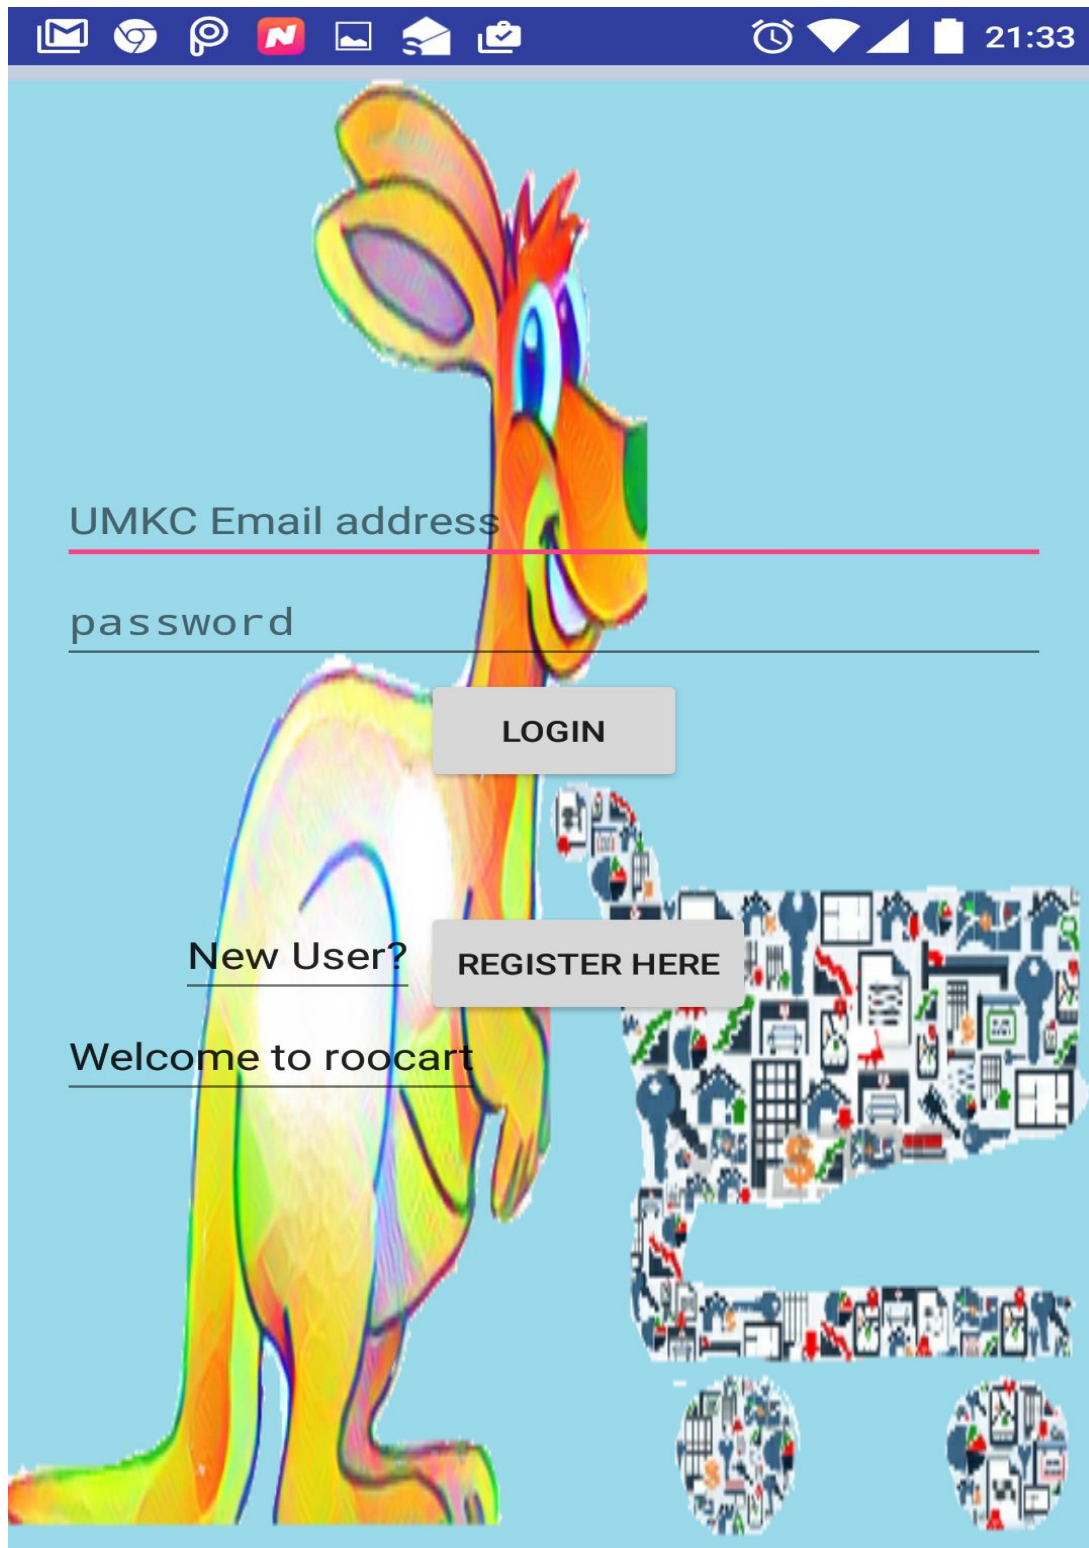 21:33
UMKC Email address
password
LOGIN
New User? REGISTER HERE
Welcome to roocart